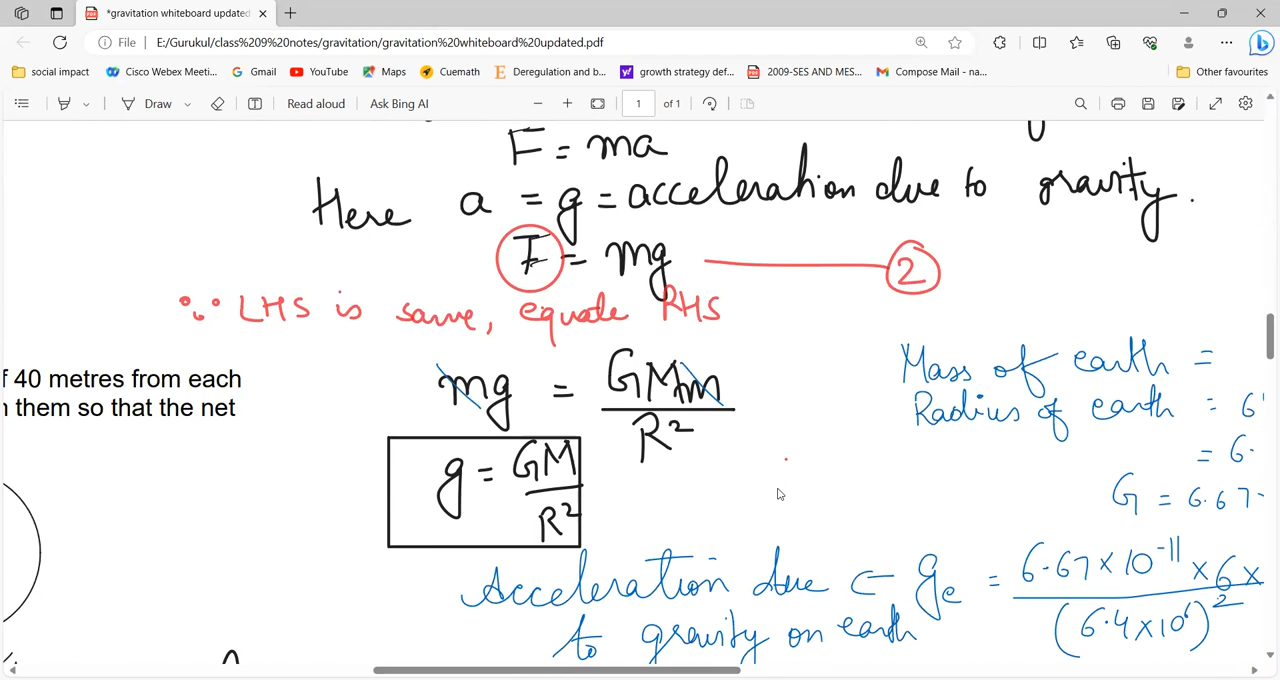 *gravitation whiteboard updated
File E:/Gurukul/class%209%20notes/gravitation/gravitation%20whiteboard%20updated.pdf
social impact Cisco Webex Meeti... Gmail YouTube Maps Cuemath Deregulation and b... growth strategy def... 2009-SES AND MES... Compose Mail - na... Other favourites
Draw Read aloud Ask Bing AI 1 of 1
F = ma
Here a = g = acceleration due to gravity.
F = mg 2
∵ LHS is same, equate RHS
f 40 metres from each
them so that the net
mg = GMm / R²
g = GM / R²
Mass of earth =
Radius of earth = 6
= 6.
G = 6.67
Acceleration due to gravity on earth ← ge = 6.67 × 10⁻¹¹ × 6 × / (6.4 × 10⁶)²